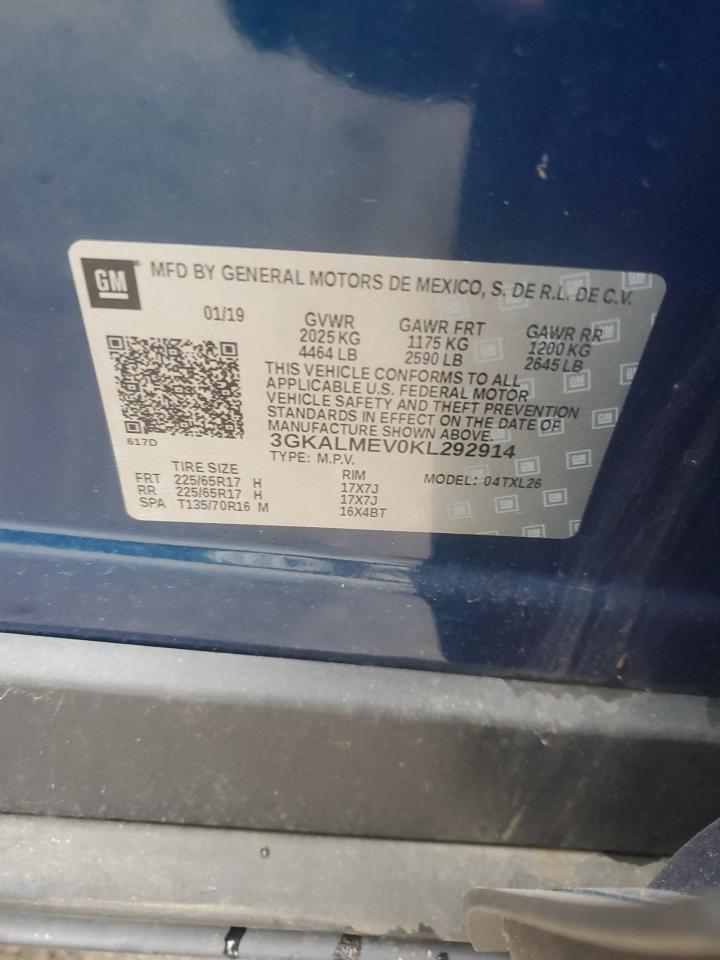 GM MFD BY GENERAL MOTORS DE MEXICO, S. DE R.L. DE C.V.
01/19 GVWR GAWR FRT GAWR RR
2025 KG 1175 KG 1200 KG
4464 LB 2590 LB 2645 LB
THIS VEHICLE CONFORMS TO ALL
APPLICABLE U.S. FEDERAL MOTOR
VEHICLE SAFETY AND THEFT PREVENTION
STANDARDS IN EFFECT ON THE DATE OF
MANUFACTURE SHOWN ABOVE.
617D 3GKALMEV0KL292914
TYPE: M.P.V. MODEL: 04TXL26
TIRE SIZE RIM
FRT 225/65R17 H 17X7J
RR 225/65R17 H 17X7J
SPA T135/70R16 M 16X4BT